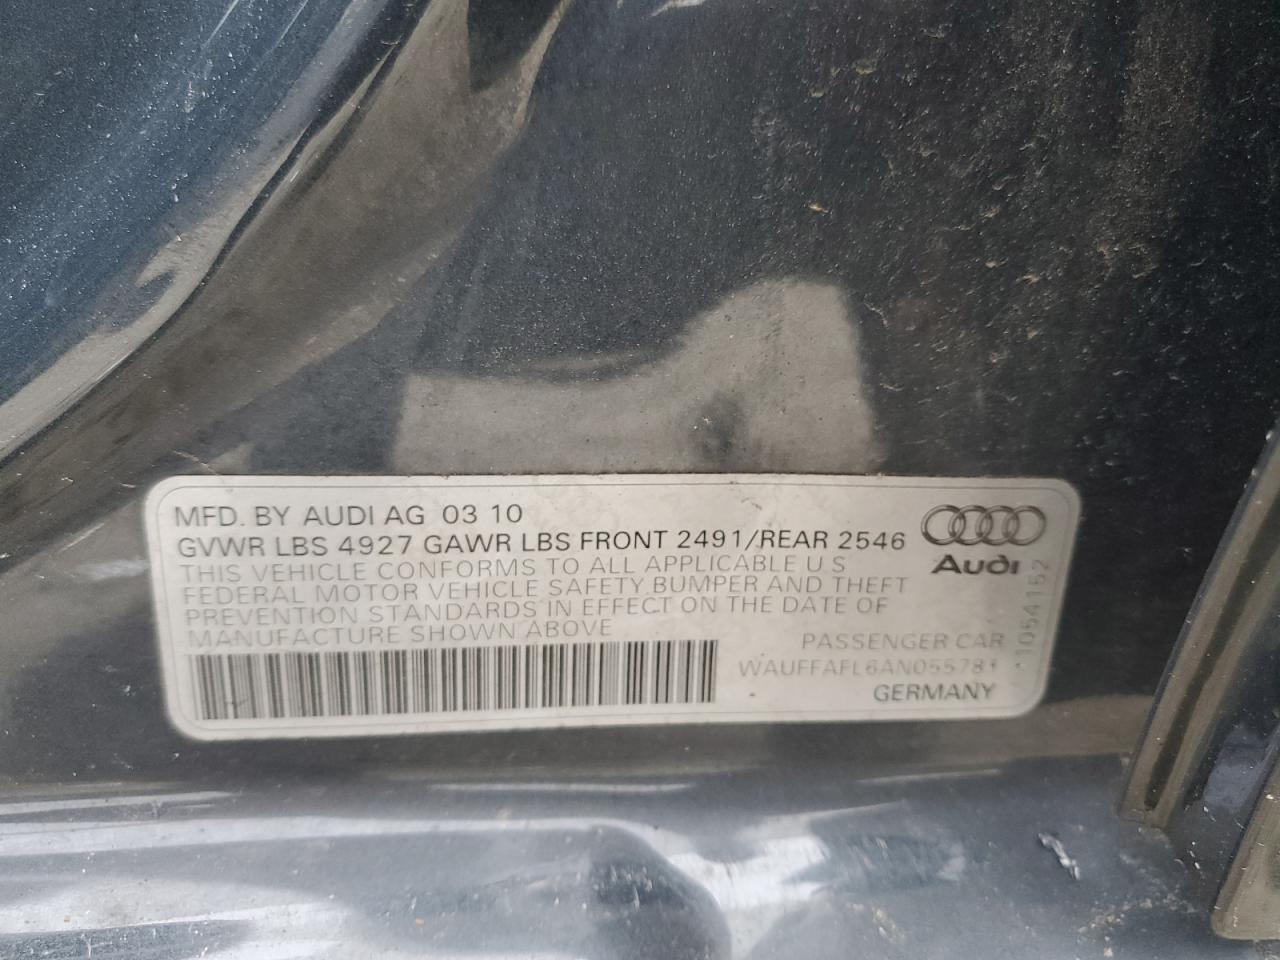 MFD. BY AUDI AG 03 10
GVWR LBS 4927 GAWR LBS FRONT 2491/REAR 2546
THIS VEHICLE CONFORMS TO ALL APPLICABLE U S
FEDERAL MOTOR VEHICLE SAFETY, BUMPER AND THEFT
PREVENTION STANDARDS IN EFFECT ON THE DATE OF
MANUFACTURE SHOWN ABOVE
Audi
PASSENGER CAR
WAUFFAFL6AN055781
GERMANY